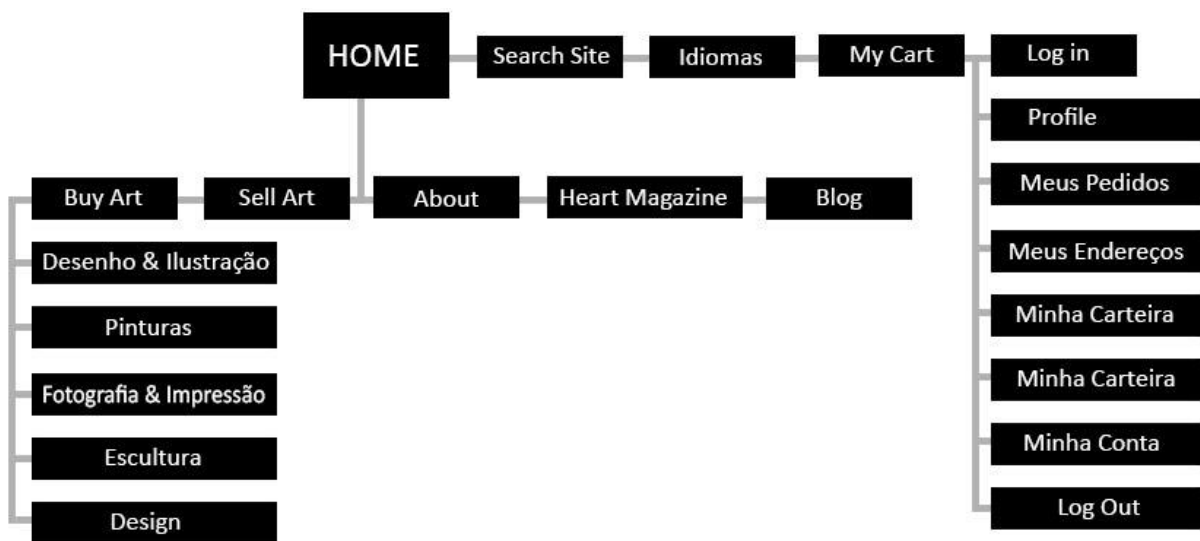 HOME
Search Site
Idiomas
My Cart
Log in
Profile
Meus Pedidos
Meus Endereços
Minha Carteira
Minha Carteira
Minha Conta
Log Out
Buy Art
Sell Art
About
Heart Magazine
Blog
Desenho & Ilustração
Pinturas
Fotografia & Impressão
Escultura
Design